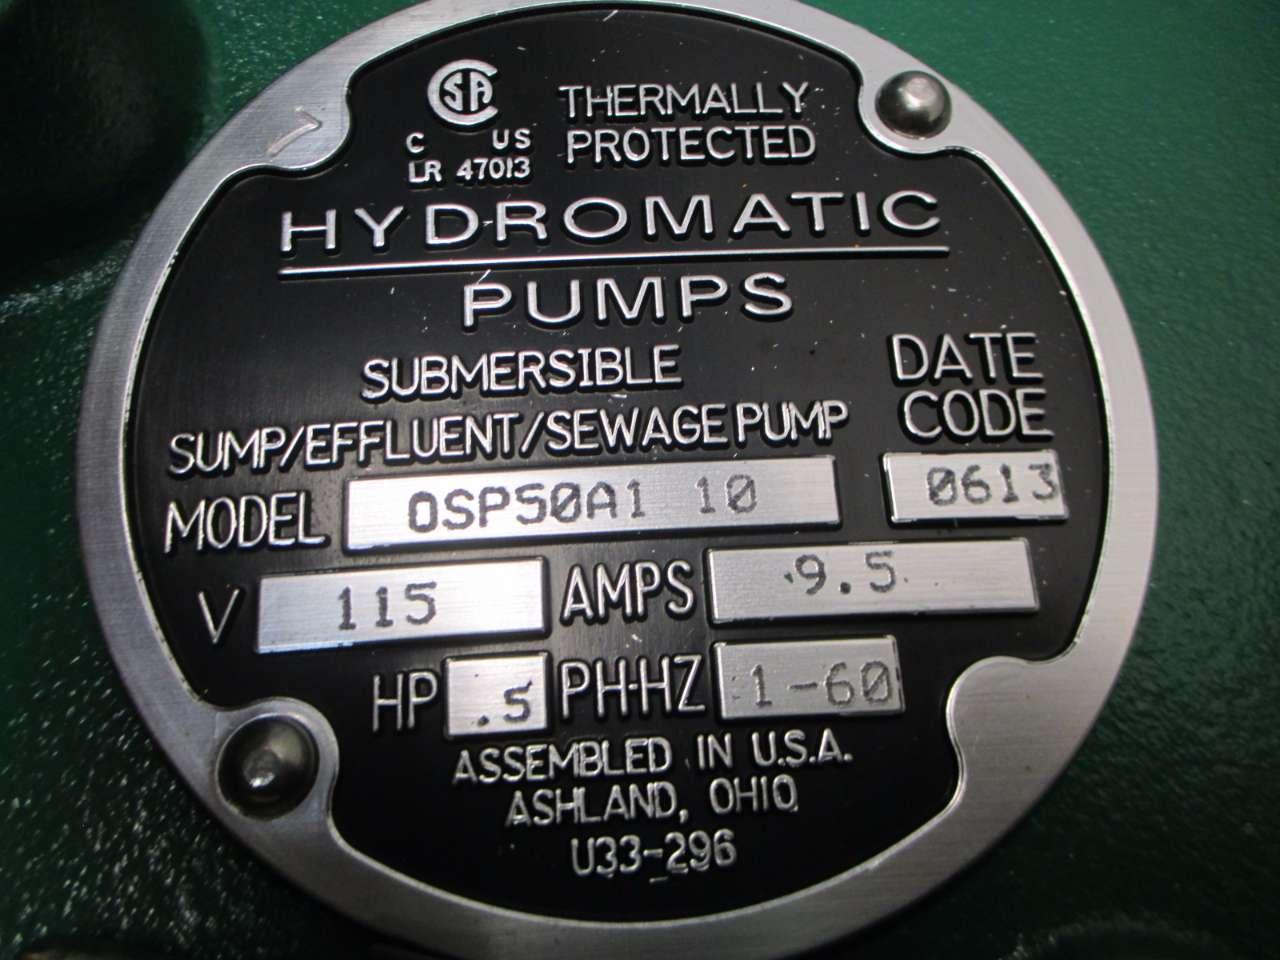 CSA
C US
LR 47013
THERMALLY
PROTECTED
HYDROMATIC
PUMPS
SUBMERSIBLE
SUMP/EFFLUENT/SEWAGE PUMP
DATE
CODE
0613
MODEL OSP50A1 10
V 115 AMPS 9.5
HP .5 PH-HZ 1-60
ASSEMBLED IN U.S.A.
ASHLAND, OHIO
U33-296